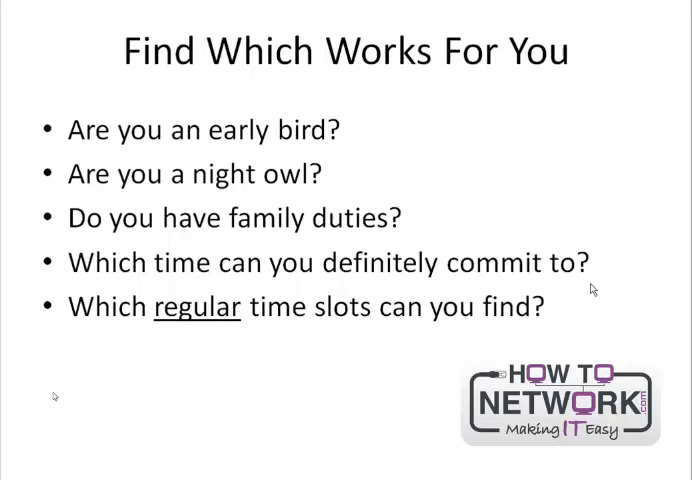 Find Which Works For You
• Are you an early bird?
• Are you a night owl?
• Do you have family duties?
• Which time can you definitely commit to?
• Which regular time slots can you find?
HOW TO
NETWORK.com
Making IT Easy